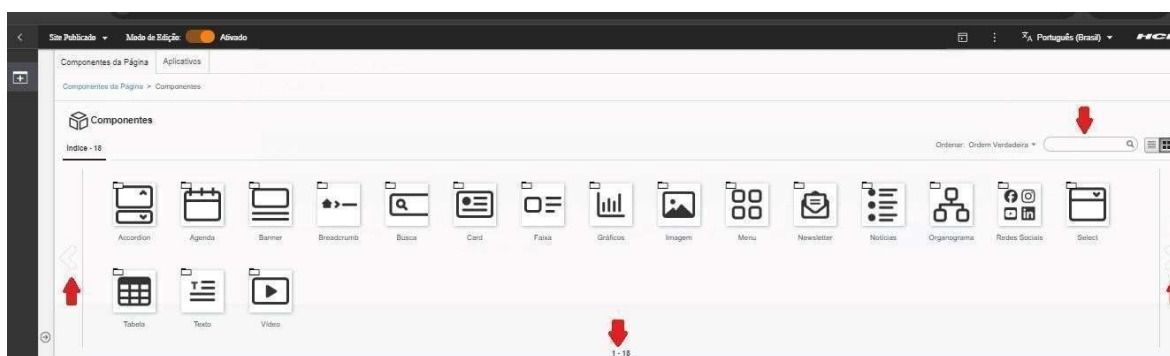 Site Publicado Modo de Edição: Ativado Português (Brasil) HCL
Componentes da Página Aplicativos
Componentes da Página > Componentes
Componentes
Indice - 18 Ordenar: Ordem Verdadeira
Accordion Agenda Banner Breadcrumb Busca Card Faixa Gráficos Imagem Menu Newsletter Notícias Organograma Redes Sociais Select
Tabela Texto Vídeo
1 - 18